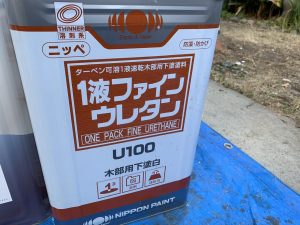 THINNER
溶剤系
ニッペ
防藻・防かび
ターペン可溶1液速乾木部用下塗塗料
1液ファイン
ウレタン
ONE PACK FINE URETHANE
U100
木部用下塗白
NIPPON PAINT